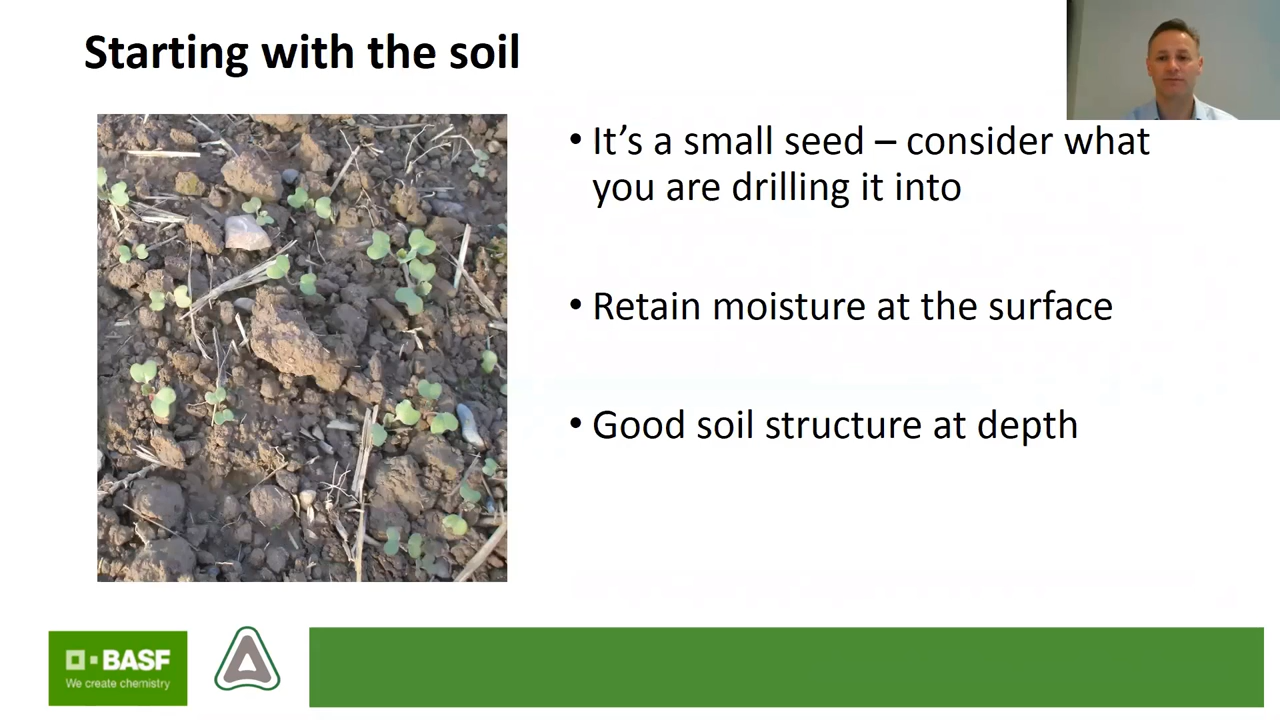 Starting with the soil
• It’s a small seed – consider what
you are drilling it into
• Retain moisture at the surface
• Good soil structure at depth
BASF
We create chemistry